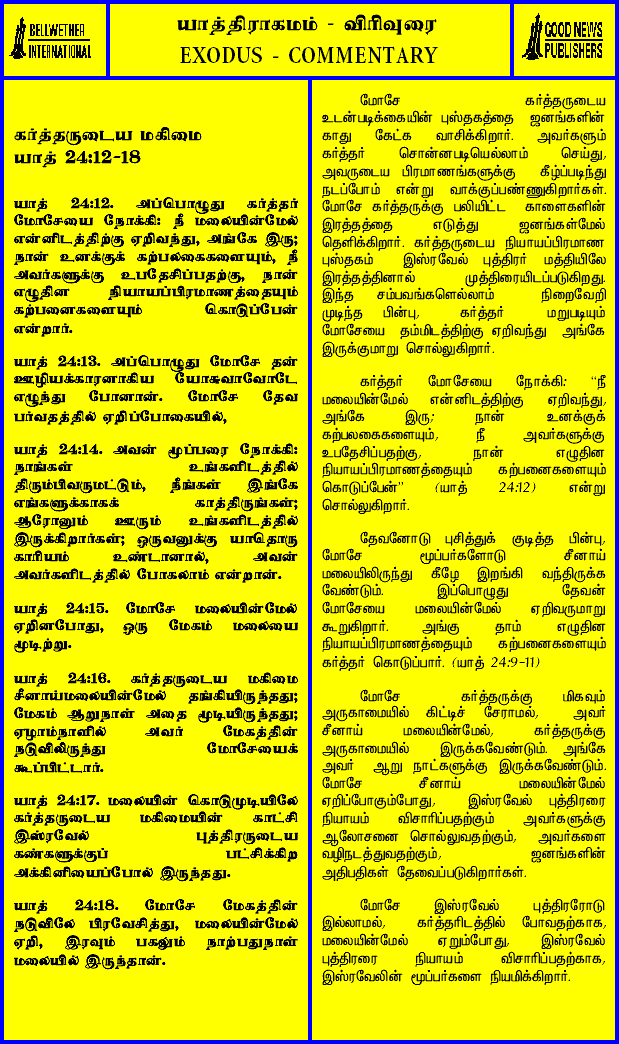 BELLWETHER
INTERNATIONAL
யாத்திராகமம் - விரிவுரை
EXODUS - COMMENTARY
GOOD NEWS
PUBLISHERS
கர்த்தருடைய மகிமை
யாத் 24:12-18
யாத் 24:12. அப்பொழுது கர்த்தர்
மோசேயை நோக்கி: நீ மலையின்மேல்
என்னிடத்திற்கு ஏறிவந்து, அங்கே இரு;
நான் உனக்குக் கற்பலகைகளையும், நீ
அவர்களுக்கு உபதேசிப்பதற்கு, நான்
எழுதின நியாயப்பிரமாணத்தையும்
கற்பனைகளையும் கொடுப்பேன்
என்றார்.
யாத் 24:13. அப்பொழுது மோசே தன்
ஊழியக்காரனாகிய யோசுவாவோடே
எழுந்து போனான். மோசே தேவ
பர்வதத்தில் ஏறிப்போகையில்,
யாத் 24:14. அவன் மூப்பரை நோக்கி:
நாங்கள் உங்களிடத்தில்
திரும்பிவருமட்டும், நீங்கள் இங்கே
எங்களுக்காகக் காத்திருங்கள்;
ஆரோனும் ஊரும் உங்களிடத்தில்
இருக்கிறார்கள்; ஒருவனுக்கு யாதொரு
காரியம் உண்டானால், அவன்
அவர்களிடத்தில் போகலாம் என்றான்.
யாத் 24:15. மோசே மலையின்மேல்
ஏறினபோது, ஒரு மேகம் மலையை
மூடிற்று.
யாத் 24:16. கர்த்தருடைய மகிமை
சீனாய்மலையின்மேல் தங்கியிருந்தது;
மேகம் ஆறுநாள் அதை மூடியிருந்தது;
ஏழாம்நாளில் அவர் மேகத்தின்
நடுவிலிருந்து மோசேயைக்
கூப்பிட்டார்.
யாத் 24:17. மலையின் கொடுமுடியிலே
கர்த்தருடைய மகிமையின் காட்சி
இஸ்ரவேல் புத்திரருடைய
கண்களுக்குப் பட்சிக்கிற
அக்கினியைப்போல் இருந்தது.
யாத் 24:18. மோசே மேகத்தின்
நடுவிலே பிரவேசித்து, மலையின்மேல்
ஏறி, இரவும் பகலும் நாற்பதுநாள்
மலையில் இருந்தான்.
மோசே கர்த்தருடைய
உடன்படிக்கையின் புஸ்தகத்தை ஜனங்களின்
காது கேட்க வாசிக்கிறார். அவர்களும்
கர்த்தர் சொன்னபடியெல்லாம் செய்து,
அவருடைய பிரமாணங்களுக்கு கீழ்ப்படிந்து
நடப்போம் என்று வாக்குப்பண்ணுகிறார்கள்.
மோசே கர்த்தருக்கு பலியிட்ட காளைகளின்
இரத்தத்தை எடுத்து ஜனங்கள்மேல்
தெளிக்கிறார். கர்த்தருடைய நியாயப்பிரமாண
புஸ்தகம் இஸ்ரவேல் புத்திரர் மத்தியிலே
இரத்தத்தினால் முத்திரையிடப்படுகிறது.
இந்த சம்பவங்களெல்லாம் நிறைவேறி
முடிந்த பின்பு, கர்த்தர் மறுபடியும்
மோசேயை தம்மிடத்திற்கு ஏறிவந்து அங்கே
இருக்குமாறு சொல்லுகிறார்.
கர்த்தர் மோசேயை நோக்கி: “நீ
மலையின்மேல் என்னிடத்திற்கு ஏறிவந்து,
அங்கே இரு; நான் உனக்குக்
கற்பலகைகளையும், நீ அவர்களுக்கு
உபதேசிப்பதற்கு, நான் எழுதின
நியாயப்பிரமாணத்தையும் கற்பனைகளையும்
கொடுப்பேன்” (யாத் 24:12) என்று
சொல்லுகிறார்.
தேவனோடு புசித்துக் குடித்த பின்பு,
மோசே மூப்பர்களோடு சீனாய்
மலையிலிருந்து கீழே இறங்கி வந்திருக்க
வேண்டும். இப்பொழுது தேவன்
மோசேயை மலையின்மேல் ஏறிவருமாறு
கூறுகிறார். அங்கு தாம் எழுதின
நியாயப்பிரமாணத்தையும் கற்பனைகளையும்
கர்த்தர் கொடுப்பார். (யாத் 24:9-11)
மோசே கர்த்தருக்கு மிகவும்
அருகாமையில் கிட்டிச் சேராமல், அவர்
சீனாய் மலையின்மேல், கர்த்தருக்கு
அருகாமையில் இருக்கவேண்டும். அங்கே
அவர் ஆறு நாட்களுக்கு இருக்கவேண்டும்.
மோசே சீனாய் மலையின்மேல்
ஏறிப்போகும்போது, இஸ்ரவேல் புத்திரரை
நியாயம் விசாரிப்பதற்கும் அவர்களுக்கு
ஆலோசனை சொல்லுவதற்கும், அவர்களை
வழிநடத்துவதற்கும், ஜனங்களின்
அதிபதிகள் தேவைப்படுகிறார்கள்.
மோசே இஸ்ரவேல் புத்திரரோடு
இல்லாமல், கர்த்தரிடத்தில் போவதற்காக,
மலையின்மேல் ஏறும்போது, இஸ்ரவேல்
புத்திரரை நியாயம் விசாரிப்பதற்காக,
இஸ்ரவேலின் மூப்பர்களை நியமிக்கிறார்.